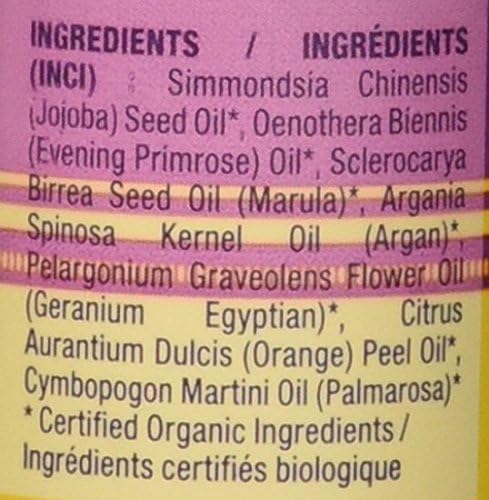 INGREDIENTS / INGRÉDIENTS
(INCI) : Simmondsia Chinensis
(Jojoba) Seed Oil*, Oenothera Biennis
(Evening Primrose) Oil*, Sclerocarya
Birrea Seed Oil (Marula)*, Argania
Spinosa Kernel Oil (Argan)*,
Pelargonium Graveolens Flower Oil
(Geranium Egyptian)*, Citrus
Aurantium Dulcis (Orange) Peel Oil*,
Cymbopogon Martini Oil (Palmarosa)*
*Certified Organic Ingredients /
Ingrédients certifiés biologique